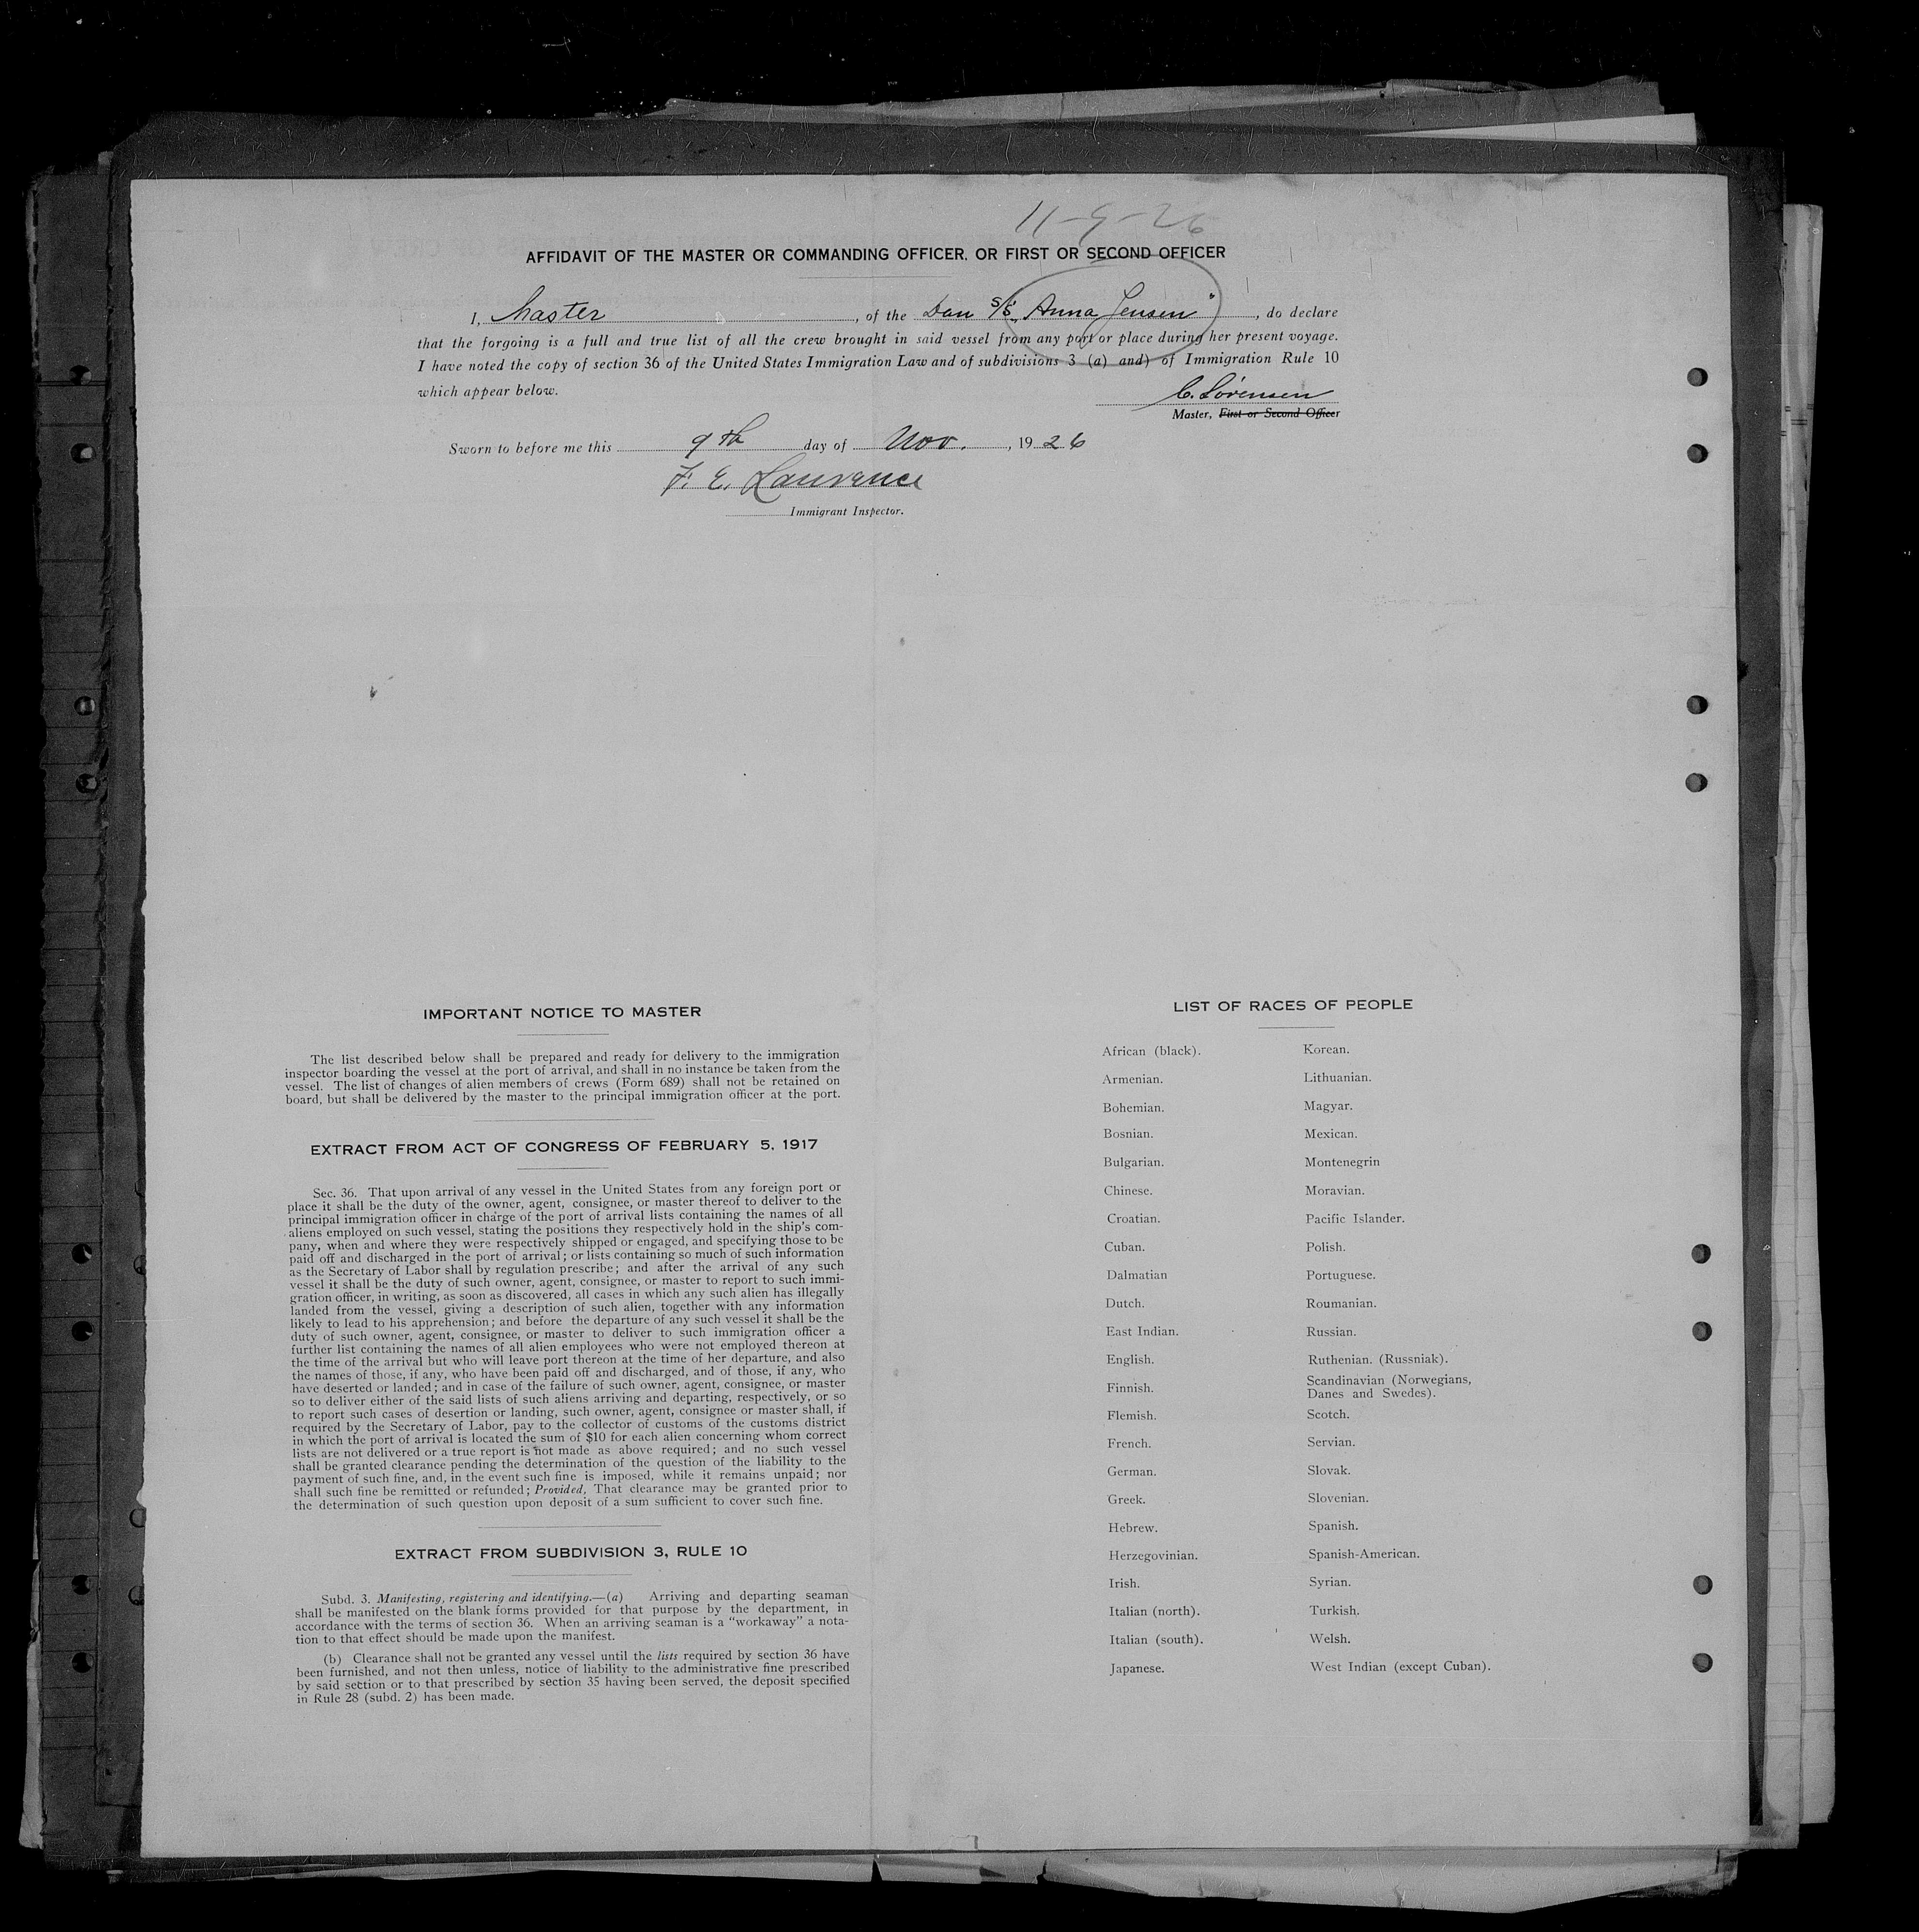 11-9-26
AFFIDAVIT OF THE MASTER OR COMMANDING OFFICER, OR FIRST OR SECOND OFFICER
I, Master, of the Dan S/S „Anna Jensen", do declare
that the forgoing is a full and true list of all the crew brought in said vessel from any port or place during her present voyage.
I have noted the copy of section 36 of the United States Immigration Law and of subdivisions 3 (a) and) of Immigration Rule 10
which appear below.
C. Sörensen
Master, First or Second Officer
Sworn to before me this 9th day of Nov., 1926
F. E. Lawrence
Immigrant Inspector.
IMPORTANT NOTICE TO MASTER
The list described below shall be prepared and ready for delivery to the immigration
inspector boarding the vessel at the port of arrival, and shall in no instance be taken from the
vessel. The list of changes of alien members of crews (Form 689) shall not be retained on
board, but shall be delivered by the master to the principal immigration officer at the port.
EXTRACT FROM ACT OF CONGRESS OF FEBRUARY 5, 1917
Sec. 36. That upon arrival of any vessel in the United States from any foreign port or
place it shall be the duty of the owner, agent, consignee, or master thereof to deliver to the
principal immigration officer in charge of the port of arrival lists containing the names of all
aliens employed on such vessel, stating the positions they respectively hold in the ship's com-
pany, when and where they were respectively shipped or engaged, and specifying those to be
paid off and discharged in the port of arrival; or lists containing so much of such information
as the Secretary of Labor shall by regulation prescribe; and after the arrival of any such
vessel it shall be the duty of such owner, agent, consignee, or master to report to such immi-
gration officer, in writing, as soon as discovered, all cases in which any such alien has illegally
landed from the vessel, giving a description of such alien, together with any information
likely to lead to his apprehension; and before the departure of any such vessel it shall be the
duty of such owner, agent, consignee, or master to deliver to such immigration officer a
further list containing the names of all alien employees who were not employed thereon at
the time of the arrival but who will leave port thereon at the time of her departure, and also
the names of those, if any, who have been paid off and discharged, and of those, if any, who
have deserted or landed; and in case of the failure of such owner, agent, consignee, or master
so to deliver either of the said lists of such aliens arriving and departing, respectively, or so
to report such cases of desertion or landing, such owner, agent, consignee or master shall, if
required by the Secretary of Labor, pay to the collector of customs of the customs district
in which the port of arrival is located the sum of $10 for each alien concerning whom correct
lists are not delivered or a true report is not made as above required; and no such vessel
shall be granted clearance pending the determination of the question of the liability to the
payment of such fine, and, in the event such fine is imposed, while it remains unpaid; nor
shall such fine be remitted or refunded; Provided, That clearance may be granted prior to
the determination of such question upon deposit of a sum sufficient to cover such fine.
EXTRACT FROM SUBDIVISION 3, RULE 10
Subd. 3. Manifesting, registering and identifying.—(a) Arriving and departing seaman
shall be manifested on the blank forms provided for that purpose by the department, in
accordance with the terms of section 36. When an arriving seaman is a "workaway" a nota-
tion to that effect should be made upon the manifest.
(b) Clearance shall not be granted any vessel until the lists required by section 36 have
been furnished, and not then unless, notice of liability to the administrative fine prescribed
by said section or to that prescribed by section 35 having been served, the deposit specified
in Rule 28 (subd. 2) has been made.
LIST OF RACES OF PEOPLE
African (black).
Armenian.
Bohemian.
Bosnian.
Bulgarian.
Chinese.
Croatian.
Cuban.
Dalmatian
Dutch.
East Indian.
English.
Finnish.
Flemish.
French.
German.
Greek.
Hebrew.
Herzegovinian.
Irish.
Italian (north).
Italian (south).
Japanese.
Korean.
Lithuanian.
Magyar.
Mexican.
Montenegrin
Moravian.
Pacific Islander.
Polish.
Portuguese.
Roumanian.
Russian.
Ruthenian. (Russniak).
Scandinavian (Norwegians,
Danes and Swedes).
Scotch.
Servian.
Slovak.
Slovenian.
Spanish.
Spanish-American.
Syrian.
Turkish.
Welsh.
West Indian (except Cuban).